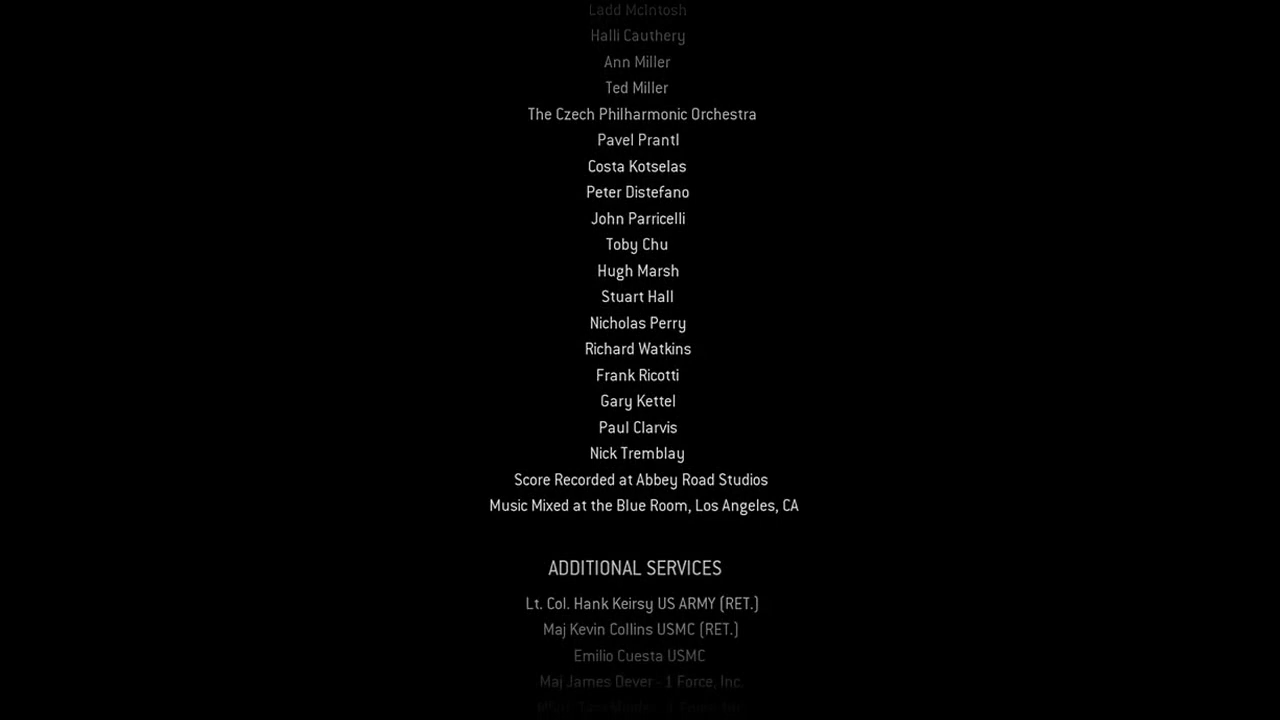 Ladd McIntosh
Halli Cauthery
Ann Miller
Ted Miller
The Czech Philharmonic Orchestra
Pavel Prantl
Costa Kotselas
Peter Distefano
John Parricelli
Toby Chu
Hugh Marsh
Stuart Hall
Nicholas Perry
Richard Watkins
Frank Ricotti
Gary Kettel
Paul Clarvis
Nick Tremblay
Score Recorded at Abbey Road Studios
Music Mixed at the Blue Room, Los Angeles, CA
ADDITIONAL SERVICES
Lt. Col. Hank Keirsy US ARMY (RET.)
Maj Kevin Collins USMC (RET.)
Emilio Cuesta USMC
Maj James Dever - 1 Force, Inc.